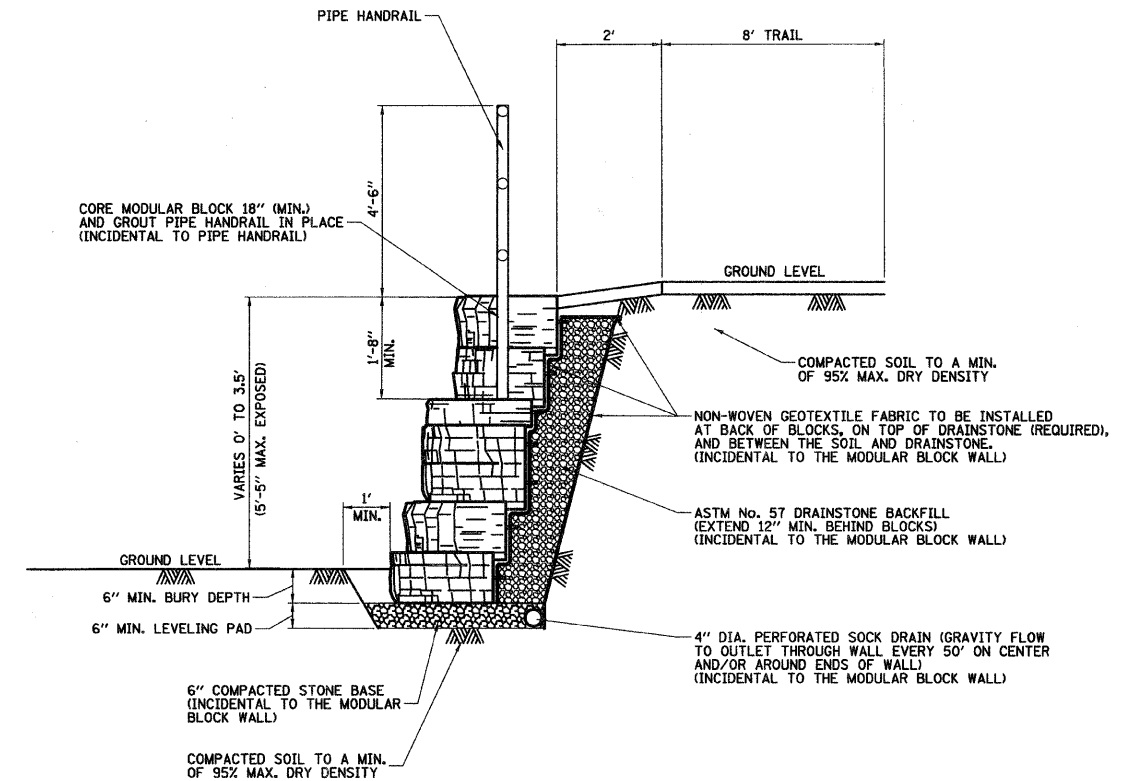 PIPE HANDRAIL
2'
8' TRAIL
4'-6"
CORE MODULAR BLOCK 18" (MIN.)
AND GROUT PIPE HANDRAIL IN PLACE
(INCIDENTAL TO PIPE HANDRAIL)
GROUND LEVEL
1'-8"
MIN.
COMPACTED SOIL TO A MIN.
OF 95% MAX. DRY DENSITY
VARIES 0' TO 3.5'
(5'-5" MAX. EXPOSED)
NON-WOVEN GEOTEXTILE FABRIC TO BE INSTALLED
AT BACK OF BLOCKS, ON TOP OF DRAINSTONE (REQUIRED),
AND BETWEEN THE SOIL AND DRAINSTONE.
(INCIDENTAL TO THE MODULAR BLOCK WALL)
1'
MIN.
ASTM No. 57 DRAINSTONE BACKFILL
(EXTEND 12" MIN. BEHIND BLOCKS)
(INCIDENTAL TO THE MODULAR BLOCK WALL)
GROUND LEVEL
6" MIN. BURY DEPTH
6" MIN. LEVELING PAD
4" DIA. PERFORATED SOCK DRAIN (GRAVITY FLOW
TO OUTLET THROUGH WALL EVERY 50' ON CENTER
AND/OR AROUND ENDS OF WALL)
(INCIDENTAL TO THE MODULAR BLOCK WALL)
6" COMPACTED STONE BASE
(INCIDENTAL TO THE MODULAR
BLOCK WALL)
COMPACTED SOIL TO A MIN.
OF 95% MAX. DRY DENSITY